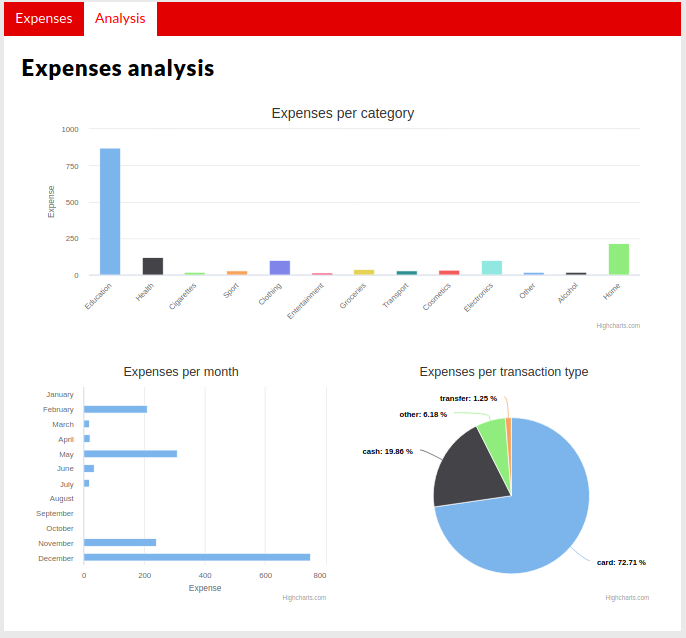 Expenses Analysis
Expenses analysis
Expenses per category
1000
750
500
250
0
Expense
Education
Health
Cigarettes
Sport
Clothing
Entertainment
Groceries
Transport
Cosmetics
Electronics
Other
Alcohol
Home
Highcharts.com
Expenses per month
January
February
March
April
May
June
July
August
September
October
November
December
0 200 400 600 800
Expense
Highcharts.com
Expenses per transaction type
transfer: 1.25 %
other: 6.18 %
cash: 19.86 %
card: 72.71 %
Highcharts.com